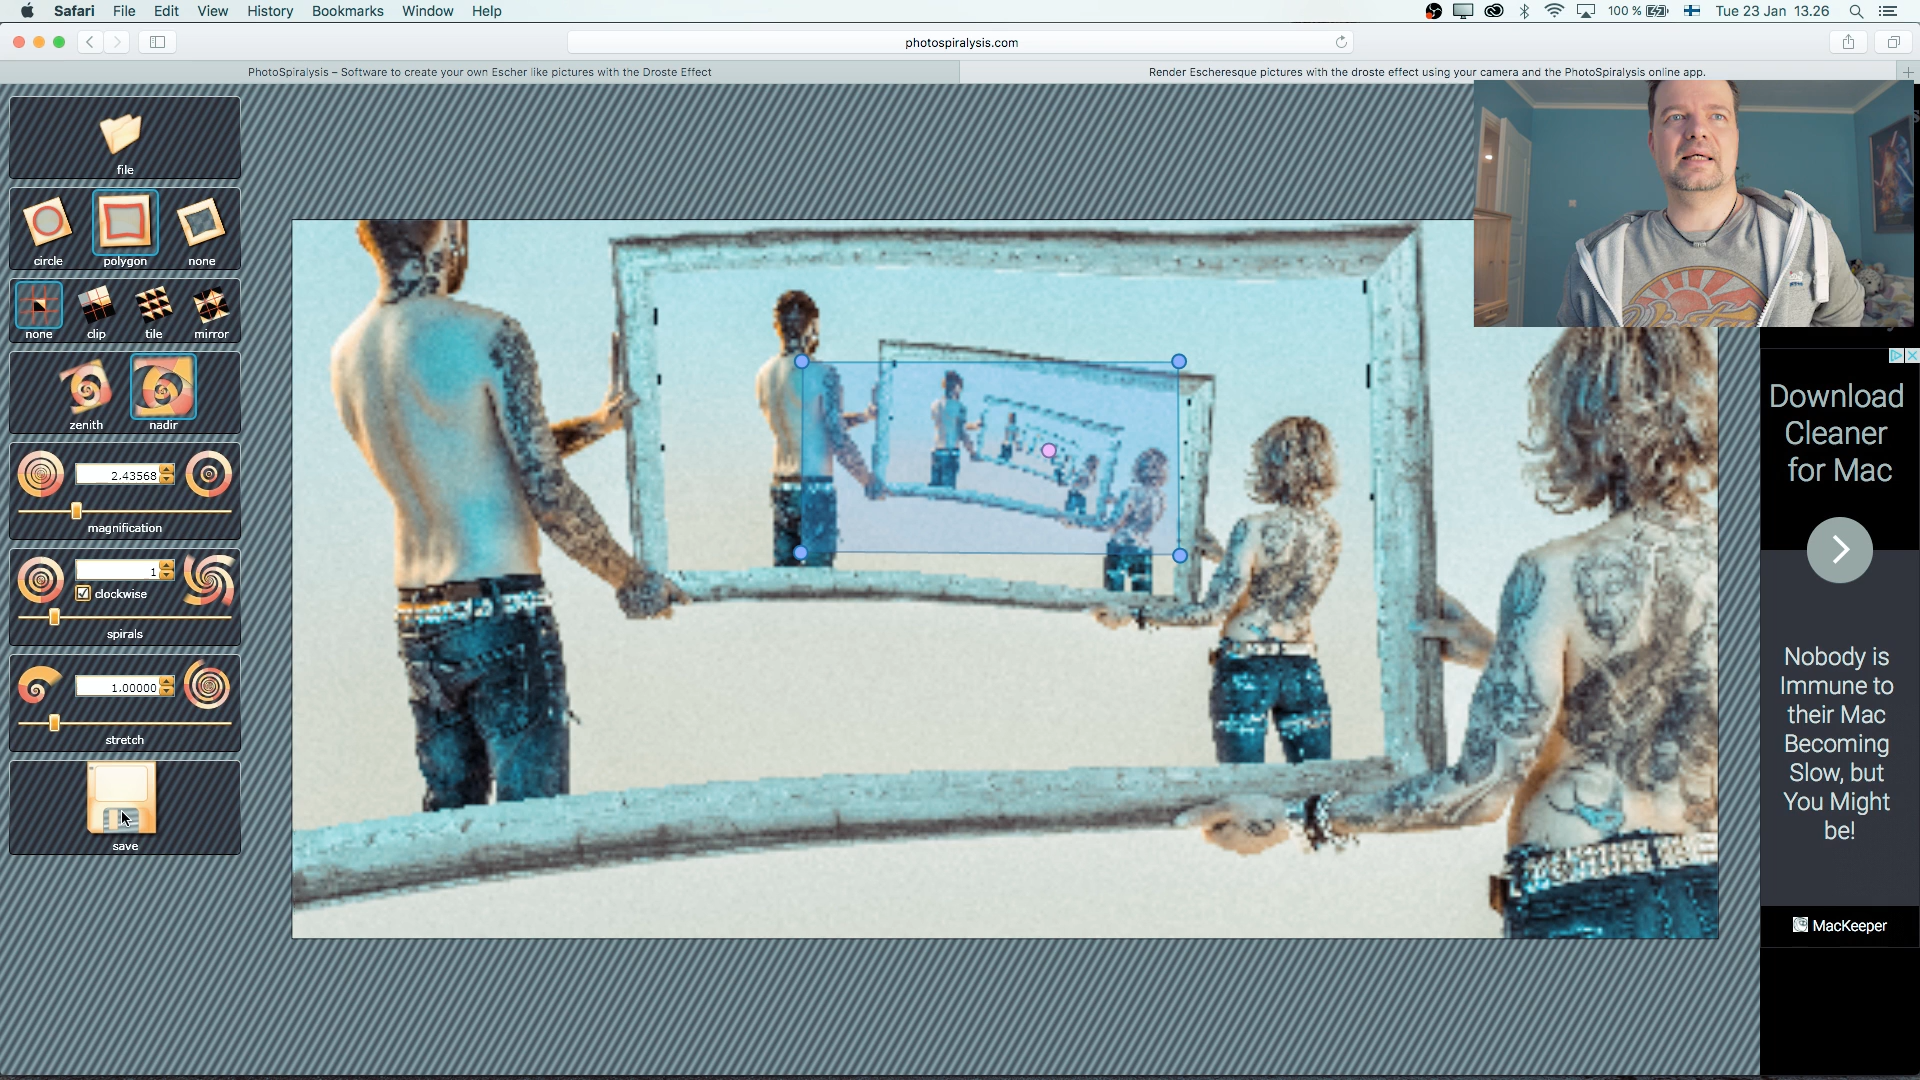 Safari File Edit View History Bookmarks Window Help
100 % Tue 23 Jan 13.26
photospiralysis.com
PhotoSpiralysis – Software to create your own Escher like pictures with the Droste Effect
Render Escheresque pictures with the droste effect using your camera and the PhotoSpiralysis online app.
file
circle polygon none
none clip tile mirror
zenith nadir
2.43568
magnification
1
clockwise
spirals
1.00000
stretch
save
Download
Cleaner
for Mac
Nobody is
Immune to
their Mac
Becoming
Slow, but
You Might
be!
MacKeeper